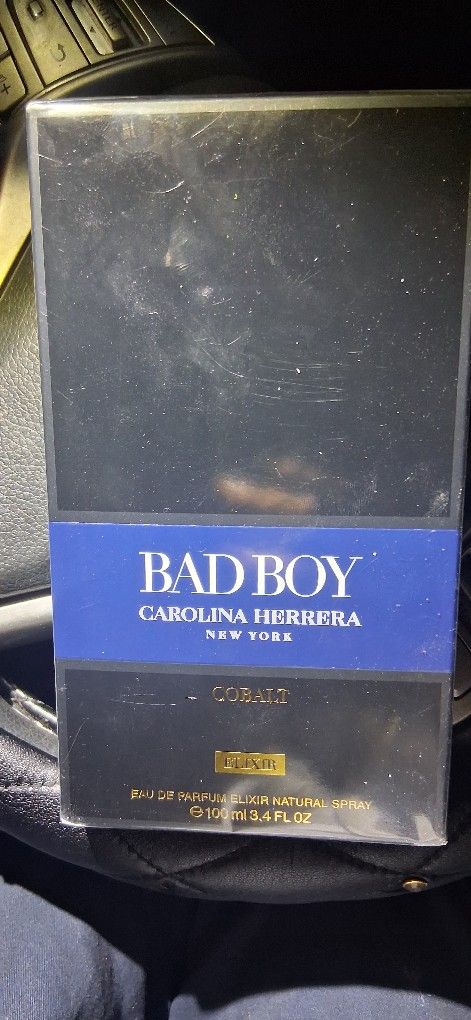 BAD BOY
CAROLINA HERRERA
NEW YORK
COBALT
ELIXIR
EAU DE PARFUM ELIXIR NATURAL SPRAY
℮100 ml 3.4 FL OZ